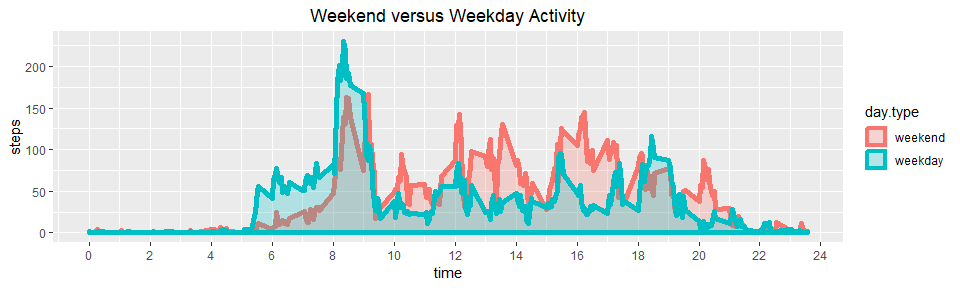 Weekend versus Weekday Activity
steps
200
150
100
50
0
0 2 4 6 8 10 12 14 16 18 20 22 24
time
day.type
weekend
weekday